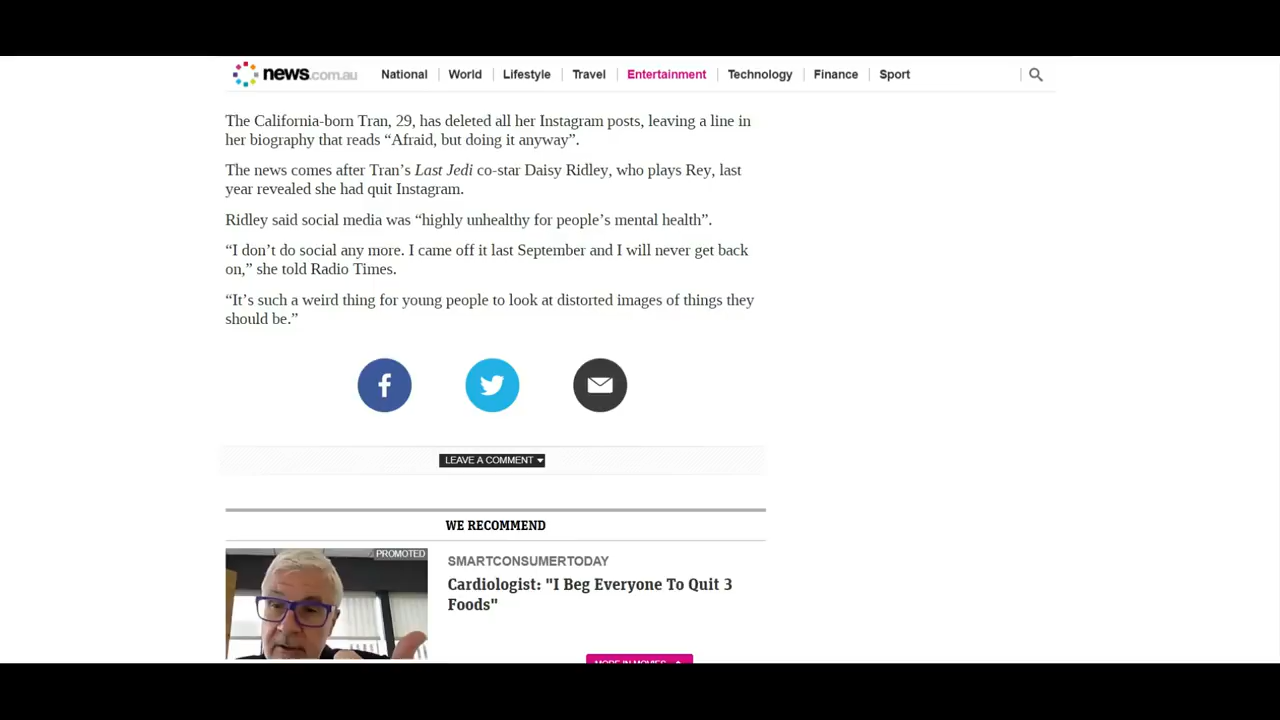 news.com.au National World Lifestyle Travel Entertainment Technology Finance Sport
The California-born Tran, 29, has deleted all her Instagram posts, leaving a line in
her biography that reads “Afraid, but doing it anyway”.
The news comes after Tran’s Last Jedi co-star Daisy Ridley, who plays Rey, last
year revealed she had quit Instagram.
Ridley said social media was “highly unhealthy for people’s mental health”.
“I don’t do social any more. I came off it last September and I will never get back
on,” she told Radio Times.
“It’s such a weird thing for young people to look at distorted images of things they
should be.”
LEAVE A COMMENT
WE RECOMMEND
PROMOTED
SMARTCONSUMERTODAY
Cardiologist: "I Beg Everyone To Quit 3
Foods"
MORE IN MOVIES